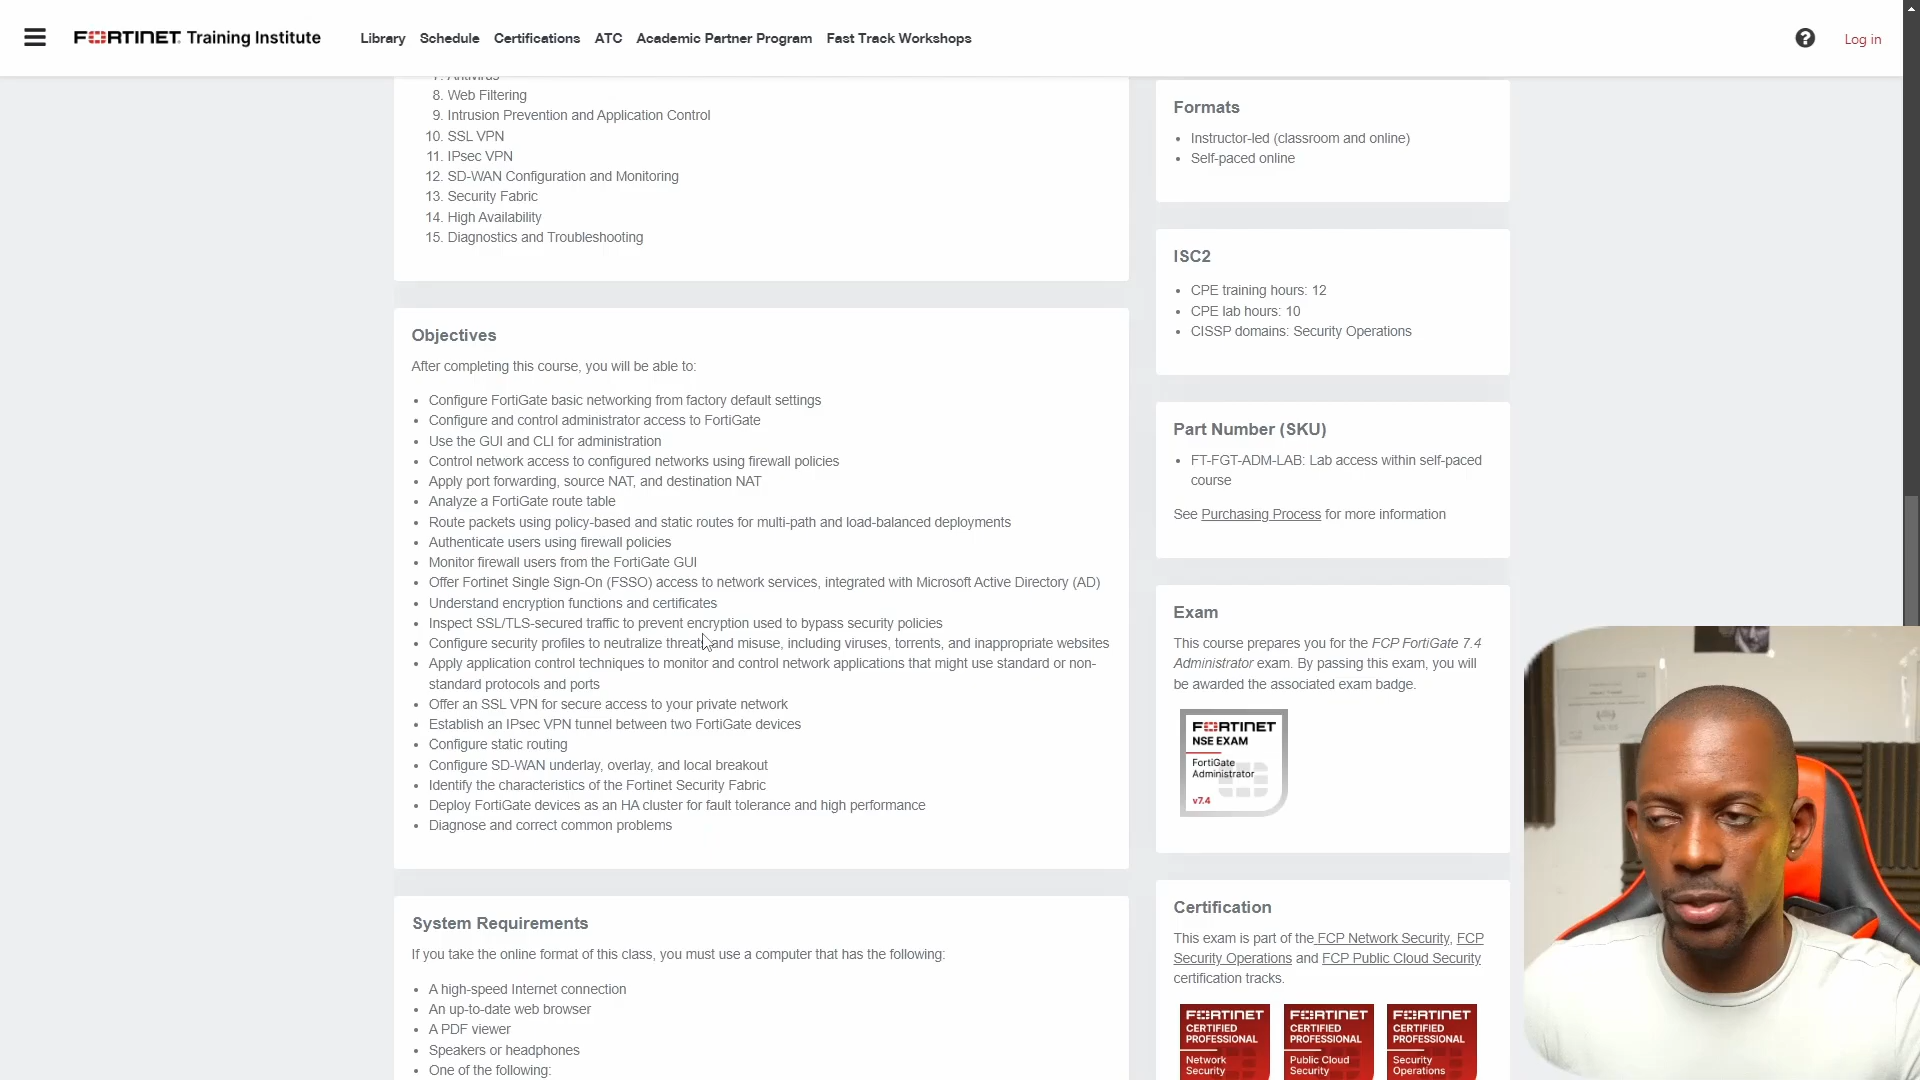 FORTINET Training Institute
Library
Schedule
Certifications
ATC
Academic Partner Program
Fast Track Workshops
Log in
7. Antivirus
8. Web Filtering
9. Intrusion Prevention and Application Control
10. SSL VPN
11. IPsec VPN
12. SD-WAN Configuration and Monitoring
13. Security Fabric
14. High Availability
15. Diagnostics and Troubleshooting
Objectives
After completing this course, you will be able to:
• Configure FortiGate basic networking from factory default settings
• Configure and control administrator access to FortiGate
• Use the GUI and CLI for administration
• Control network access to configured networks using firewall policies
• Apply port forwarding, source NAT, and destination NAT
• Analyze a FortiGate route table
• Route packets using policy-based and static routes for multi-path and load-balanced deployments
• Authenticate users using firewall policies
• Monitor firewall users from the FortiGate GUI
• Offer Fortinet Single Sign-On (FSSO) access to network services, integrated with Microsoft Active Directory (AD)
• Understand encryption functions and certificates
• Inspect SSL/TLS-secured traffic to prevent encryption used to bypass security policies
• Configure security profiles to neutralize threats and misuse, including viruses, torrents, and inappropriate websites
• Apply application control techniques to monitor and control network applications that might use standard or non-
standard protocols and ports
• Offer an SSL VPN for secure access to your private network
• Establish an IPsec VPN tunnel between two FortiGate devices
• Configure static routing
• Configure SD-WAN underlay, overlay, and local breakout
• Identify the characteristics of the Fortinet Security Fabric
• Deploy FortiGate devices as an HA cluster for fault tolerance and high performance
• Diagnose and correct common problems
System Requirements
If you take the online format of this class, you must use a computer that has the following:
• A high-speed Internet connection
• An up-to-date web browser
• A PDF viewer
• Speakers or headphones
• One of the following:
Formats
• Instructor-led (classroom and online)
• Self-paced online
ISC2
• CPE training hours: 12
• CPE lab hours: 10
• CISSP domains: Security Operations
Part Number (SKU)
• FT-FGT-ADM-LAB: Lab access within self-paced
course
See Purchasing Process for more information
Exam
This course prepares you for the FCP FortiGate 7.4
Administrator exam. By passing this exam, you will
be awarded the associated exam badge.
FORTINET
NSE EXAM
FortiGate
Administrator
v7.4
Certification
This exam is part of the FCP Network Security, FCP
Security Operations and FCP Public Cloud Security
certification tracks.
FORTINET
CERTIFIED
PROFESSIONAL
Network
Security
FORTINET
CERTIFIED
PROFESSIONAL
Public Cloud
Security
FORTINET
CERTIFIED
PROFESSIONAL
Security
Operations